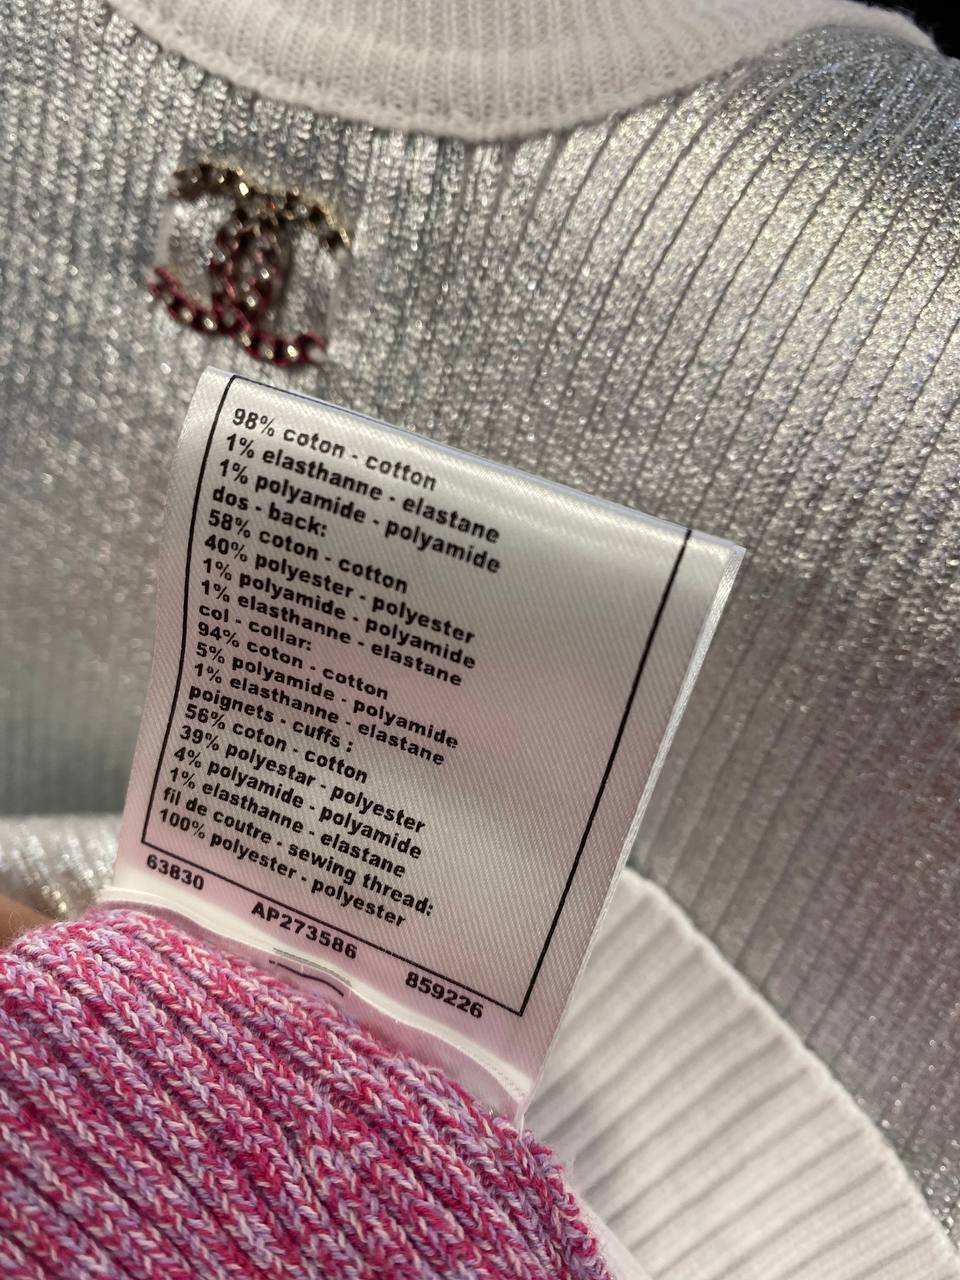 98% coton - cotton
1% elasthanne - elastane
1% polyamide - polyamide
dos - back:
58% coton - cotton
40% polyester - polyester
1% polyamide - polyamide
1% elasthanne - elastane
col - collar:
94% coton - cotton
5% polyamide - polyamide
1% elasthanne - elastane
poignets - cuffs :
56% coton - cotton
39% polyestar - polyester
4% polyamide - polyamide
1% elasthanne - elastane
fil de coutre - sewing thread:
100% polyester - polyester
63830 AP273586 859226